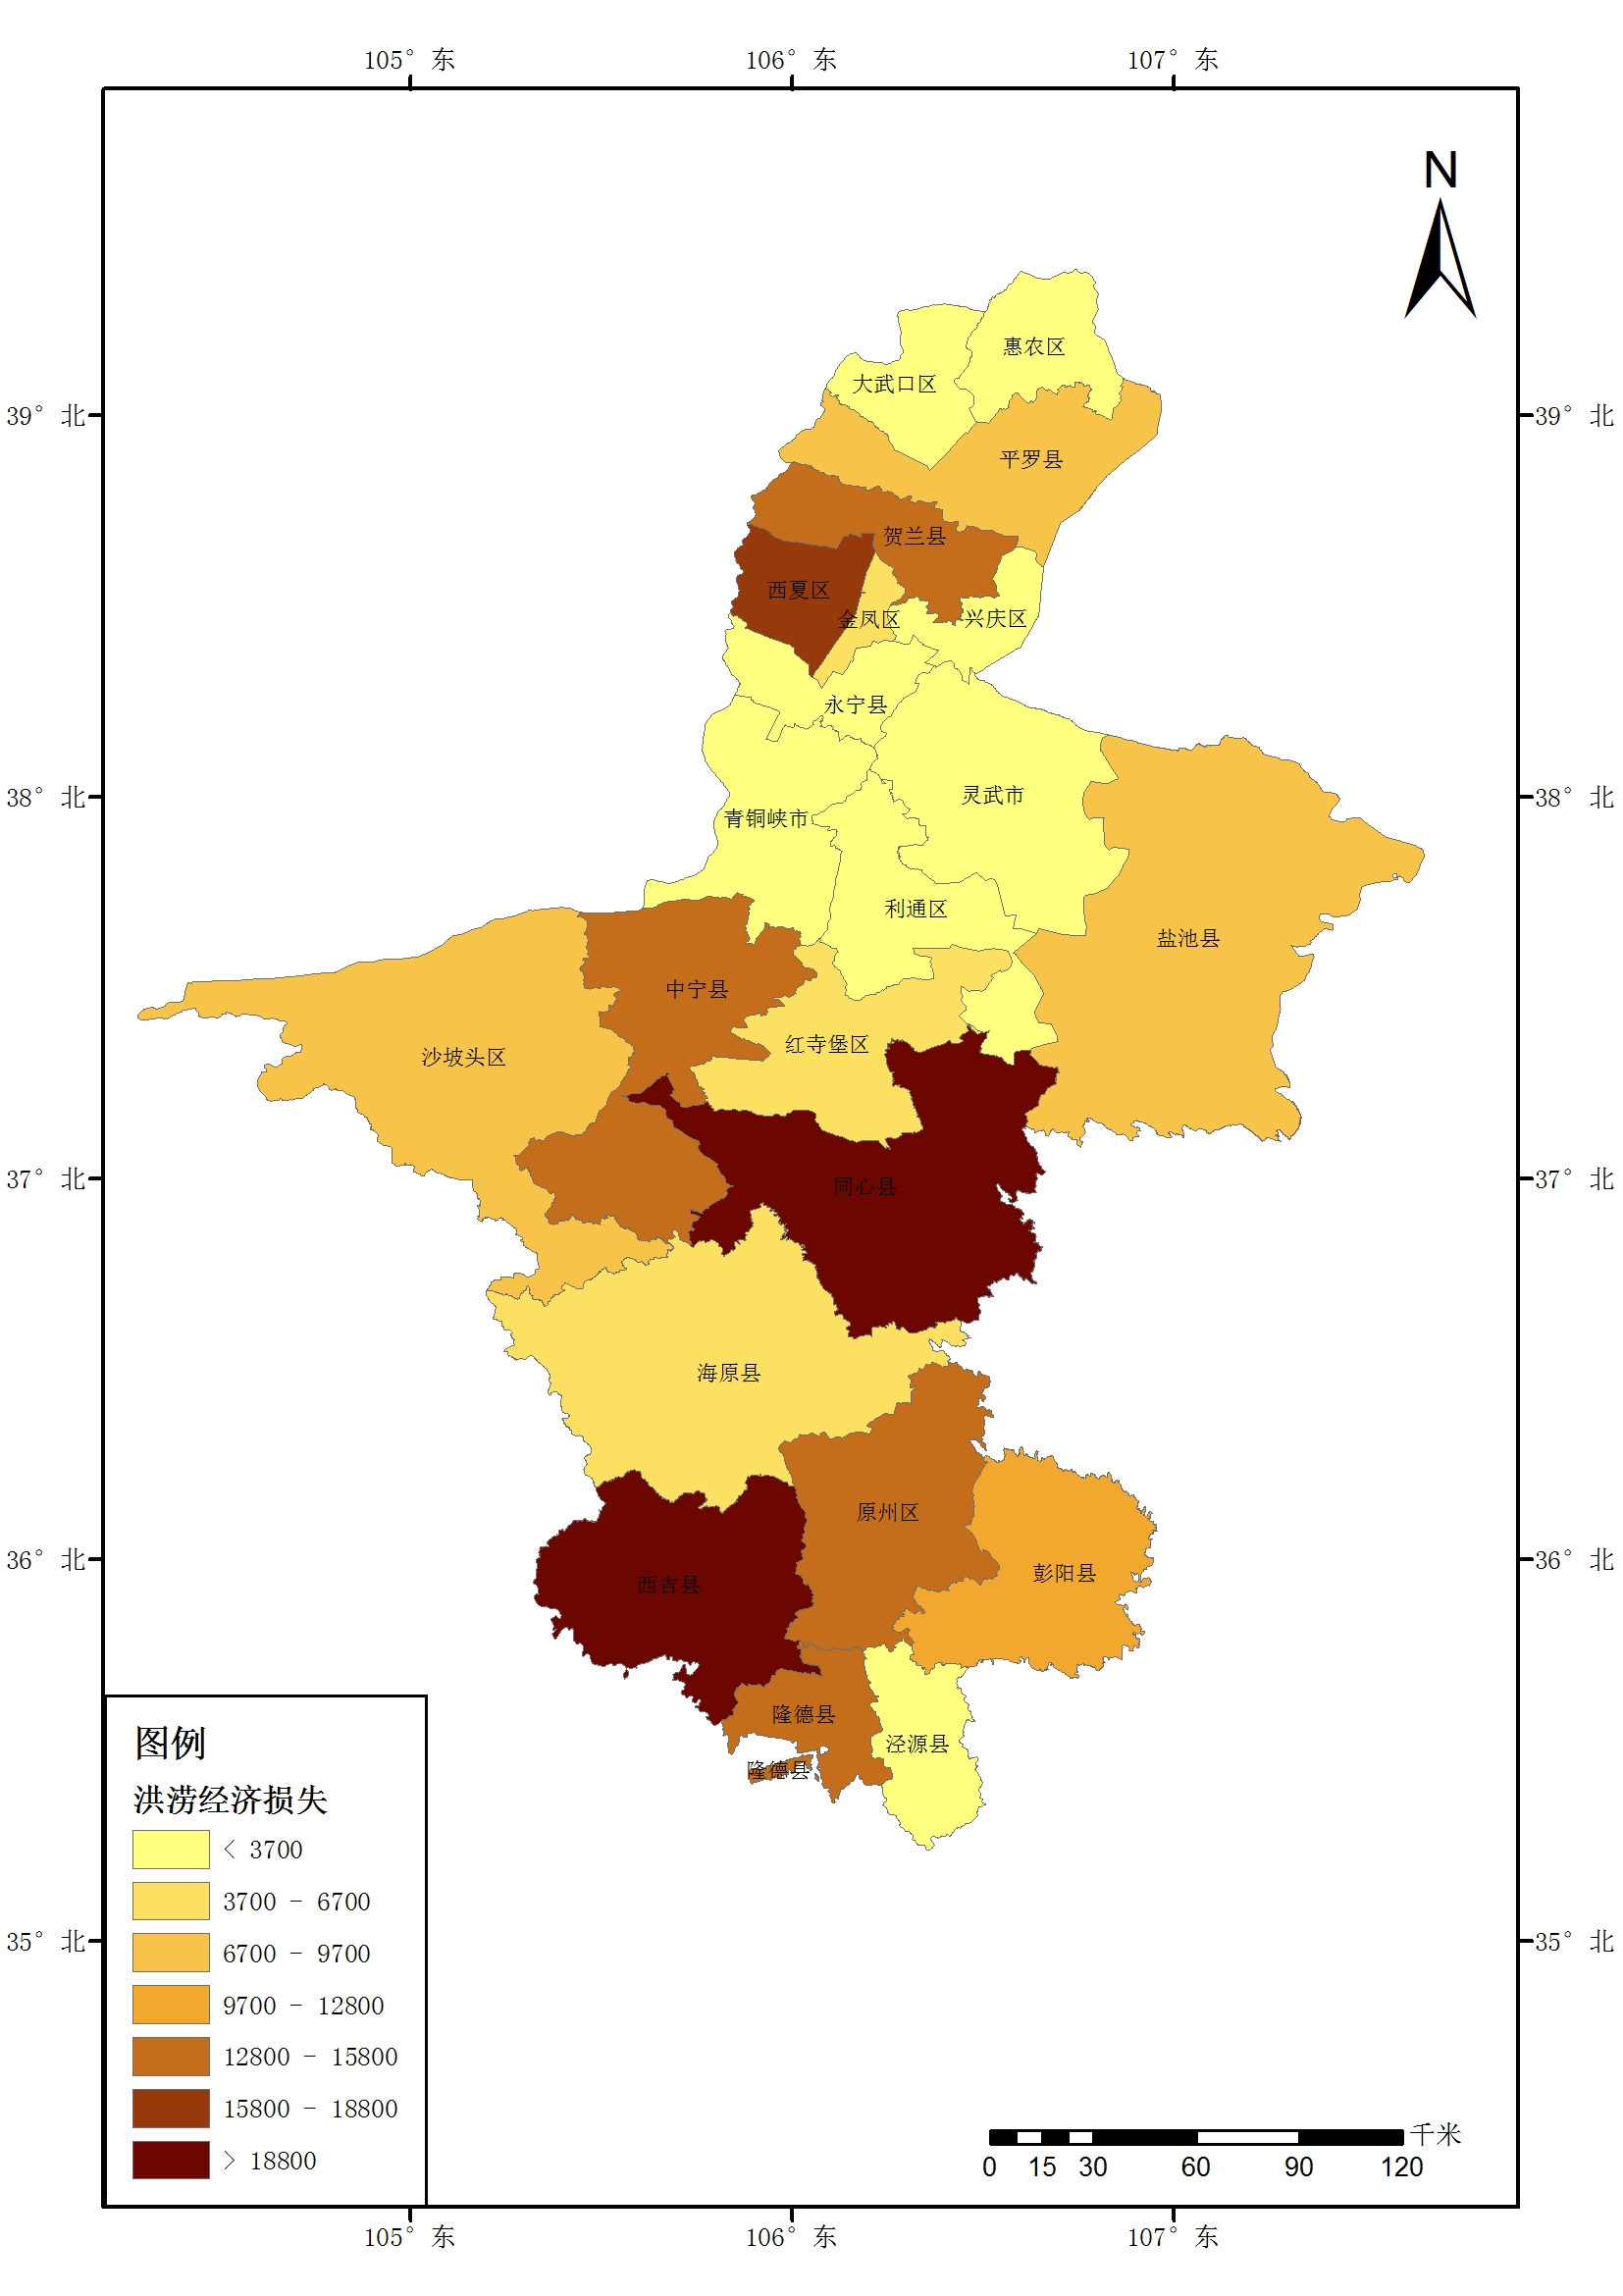 105° 东
106° 东
107° 东
N
惠农区
大武口区
39° 北
39° 北
平罗县
贺兰县
西夏区
金凤区
兴庆区
永宁县
38° 北
灵武市
38° 北
青铜峡市
利通区
盐池县
中宁县
红寺堡区
沙坡头区
37° 北
同心县
37° 北
海原县
原州区
36° 北
彭阳县
36° 北
西吉县
隆德县
泾源县
隆德县
图例
洪涝经济损失
< 3700
3700 - 6700
35° 北
35° 北
6700 - 9700
9700 - 12800
12800 - 15800
15800 - 18800
> 18800
千米
0 15 30 60 90 120
105° 东
106° 东
107° 东